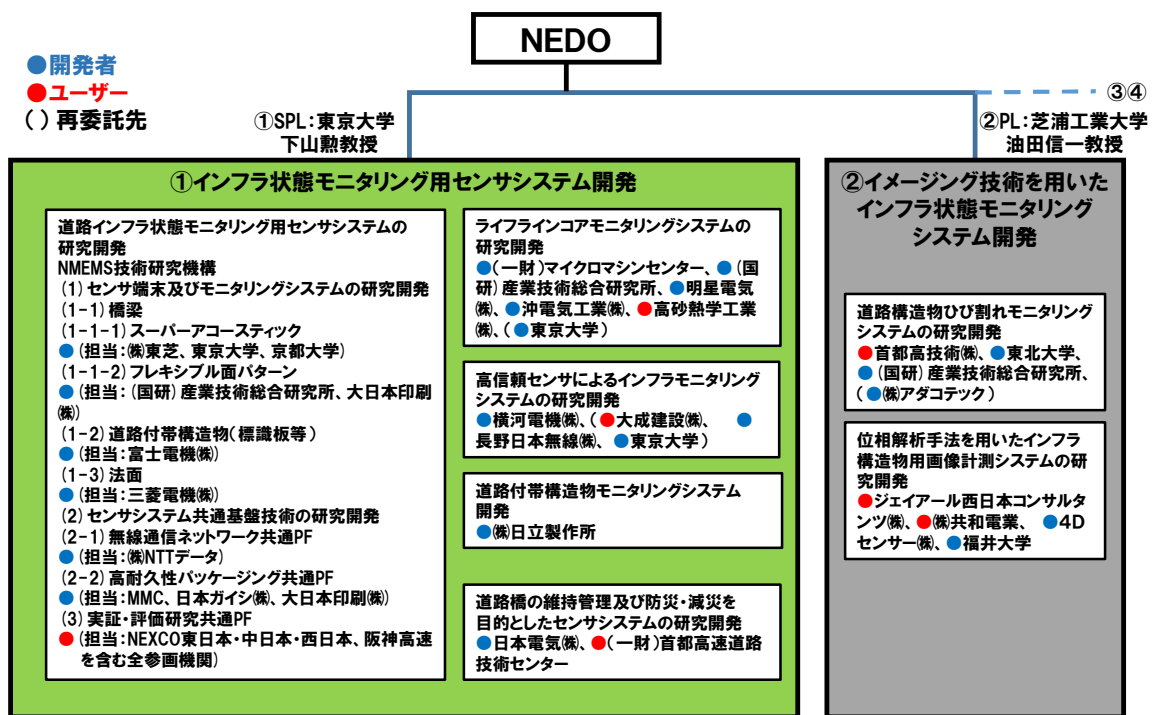 NEDO
●開発者
●ユーザー
( ) 再委託先
①SPL:東京大学
下山勲教授
③④
②PL:芝浦工業大学
油田信一教授
①インフラ状態モニタリング用センサシステム開発
道路インフラ状態モニタリング用センサシステムの
研究開発
NMEMS技術研究機構
(1) センサ端末及びモニタリングシステムの研究開発
(1-1) 橋梁
(1-1-1) スーパーアコースティック
●(担当:㈱東芝、東京大学、京都大学)
(1-1-2) フレキシブル面パターン
●(担当: (国研) 産業技術総合研究所、大日本印刷
㈱)
(1-2) 道路付帯構造物(標識板等)
●(担当:富士電機㈱)
(1-3) 法面
●(担当:三菱電機㈱)
(2) センサシステム共通基盤技術の研究開発
(2-1) 無線通信ネットワーク共通PF
●(担当:㈱NTTデータ)
(2-2) 高耐久性パッケージング共通PF
●(担当:MMC、日本ガイシ㈱、大日本印刷㈱)
(3) 実証・評価研究共通PF
●(担当:NEXCO東日本・中日本・西日本、阪神高速
を含む全参画機関)
ライフラインコアモニタリングシステムの
研究開発
●(一財)マイクロマシンセンター、●(国
研) 産業技術総合研究所、●明星電気
㈱、●沖電気工業㈱、●高砂熱学工業
㈱、(●東京大学)
高信頼センサによるインフラモニタリング
システムの研究開発
●横河電機㈱、(●大成建設㈱、 ●
長野日本無線㈱、●東京大学)
道路付帯構造物モニタリングシステム
開発
●㈱日立製作所
道路橋の維持管理及び防災・減災を
目的としたセンサシステムの研究開発
●日本電気㈱、●(一財)首都高速道路
技術センター
②イメージング技術を用いた
インフラ状態モニタリング
システム開発
道路構造物ひび割れモニタリング
システムの研究開発
●首都高技術㈱、●東北大学、
●(国研) 産業技術総合研究所、
(●㈱アダコテック)
位相解析手法を用いたインフラ
構造物用画像計測システムの研
究開発
●ジェイアール西日本コンサルタ
ンツ㈱、●㈱共和電業、 ●4D
センサー㈱、●福井大学